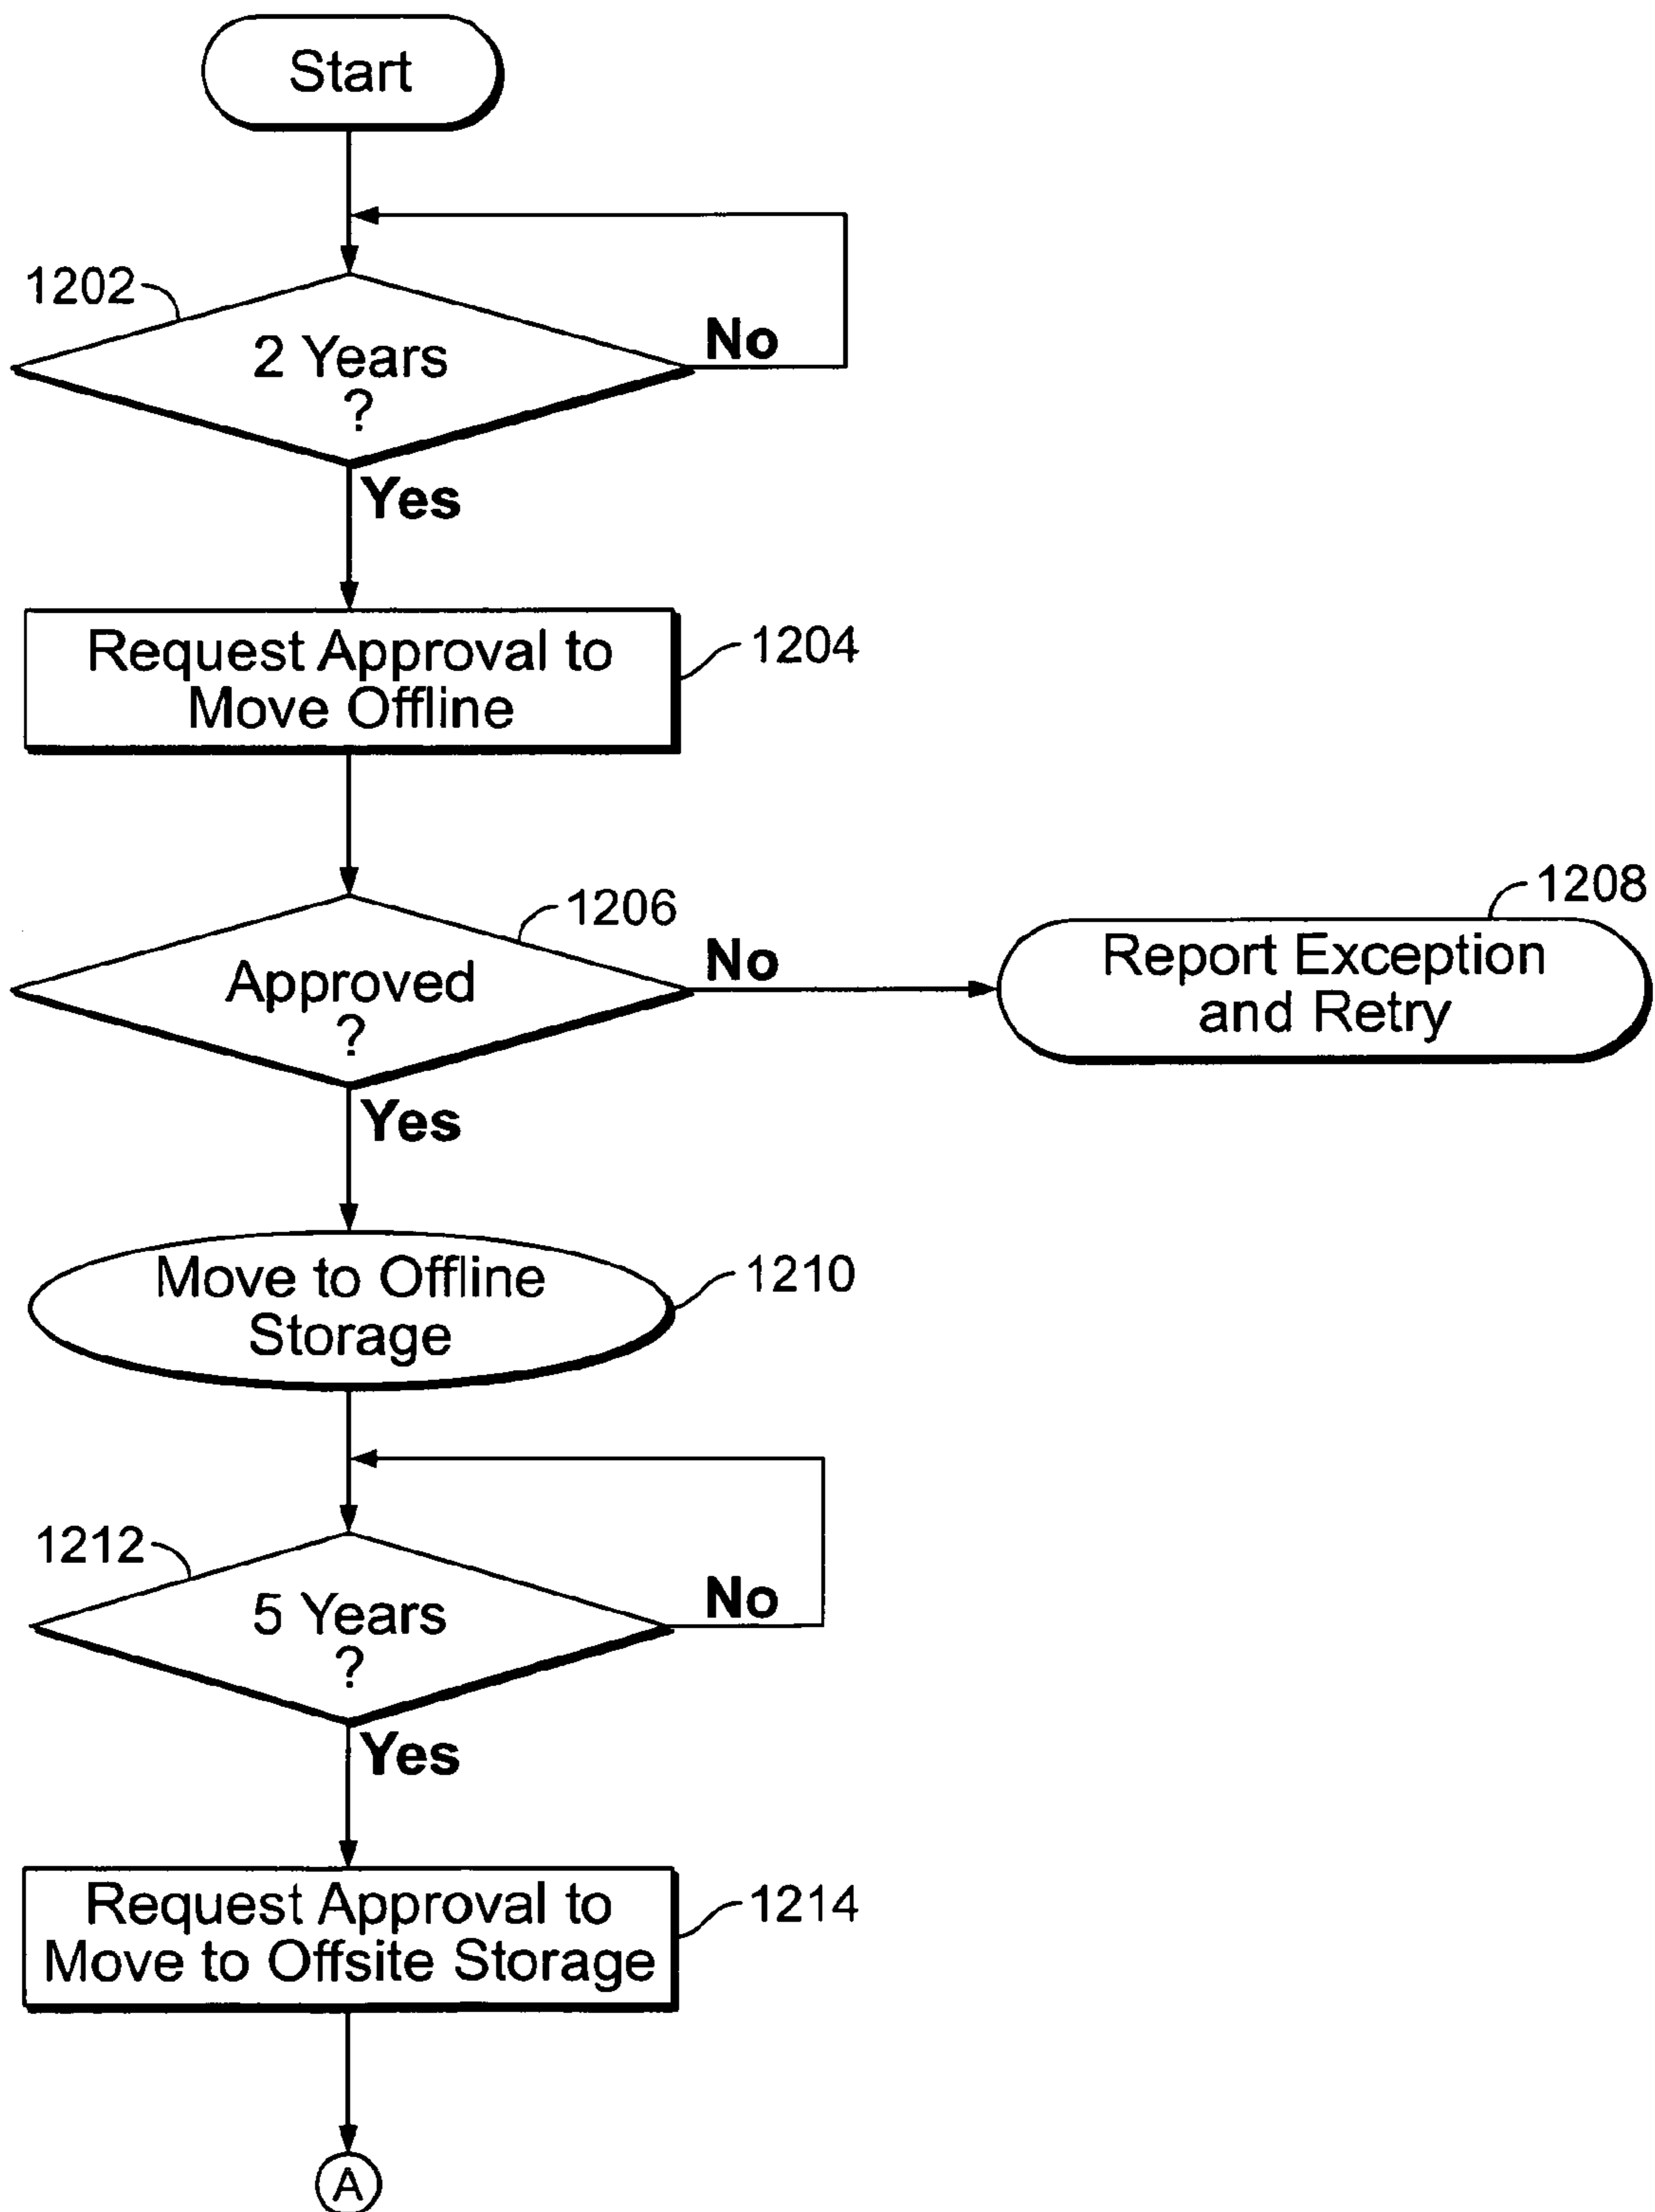 Start
1202
2 Years
?
No
Yes
Request Approval to
Move Offline
1204
1206
Approved
?
No
1208
Report Exception
and Retry
Yes
Move to Offline
Storage
1210
1212
5 Years
?
No
Yes
Request Approval to
Move to Offsite Storage
1214
A